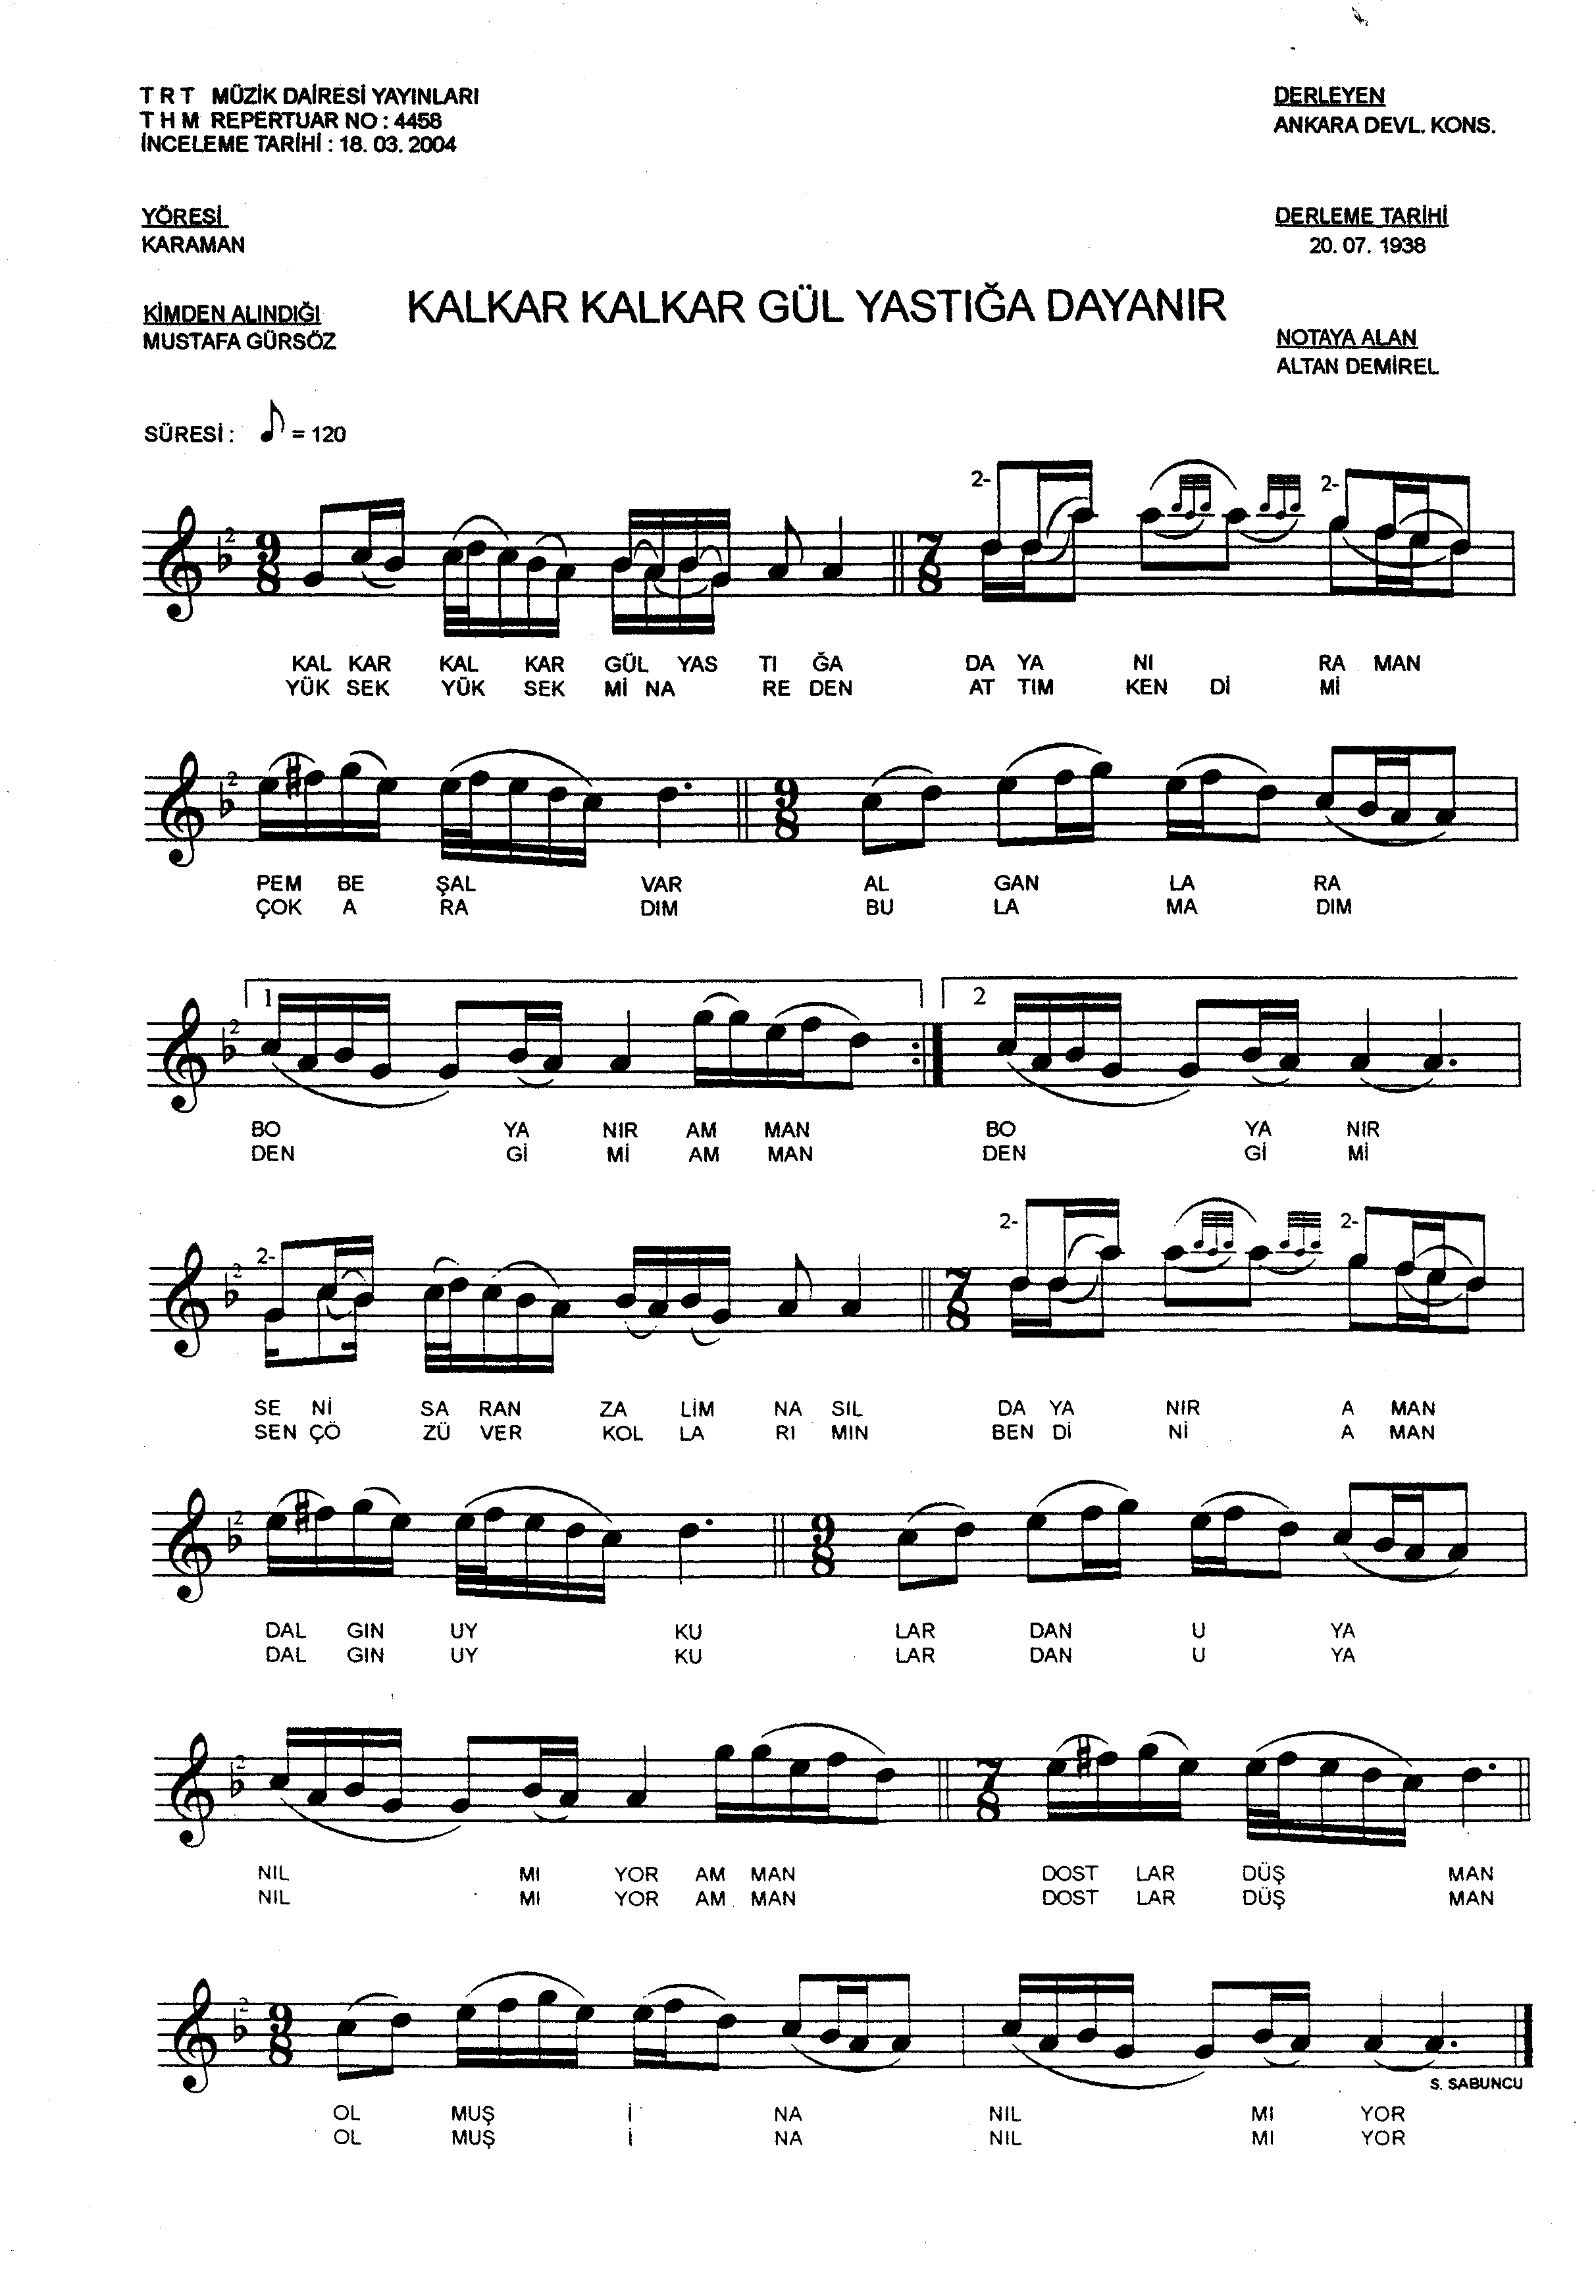 T R T MÜZİK DAİRESİ YAYINLARI
T H M REPERTUAR NO : 4458
İNCELEME TARİHİ : 18. 03. 2004
DERLEYEN
ANKARA DEVL. KONS.
YÖRESİ
KARAMAN
DERLEME TARİHİ
20. 07. 1938
KİMDEN ALINDIĞI
MUSTAFA GÜRSÖZ
KALKAR KALKAR GÜL YASTIĞA DAYANIR
NOTAYA ALAN
ALTAN DEMİREL
SÜRESİ : = 120
2- 2-
2 9 8 7 8
KAL KAR KAL KAR GÜL YAS TI ĞA DA YA NI RA MAN
YÜK SEK YÜK SEK Mİ NA RE DEN AT TIM KEN Dİ Mİ
2 9 8
PEM BE ŞAL VAR AL GAN LA RA
ÇOK A RA DIM BU LA MA DIM
1 2
2
BO YA NIR AM MAN BO YA NIR
DEN Gİ Mİ AM MAN DEN Gİ Mİ
2- 2- 2-
2 7 8
SE Nİ SA RAN ZA LİM NA SIL DA YA NIR A MAN
SEN ÇÖ ZÜ VER KOL LA RI MIN BEN Dİ Nİ A MAN
2 9 8
DAL GIN UY KU LAR DAN U YA
DAL GIN UY KU LAR DAN U YA
2 7 8
NIL MI YOR AM MAN DOST LAR DÜŞ MAN
NIL MI YOR AM MAN DOST LAR DÜŞ MAN
2 9 8
S. SABUNCU
OL MUŞ İ NA NIL MI YOR
OL MUŞ İ NA NIL MI YOR